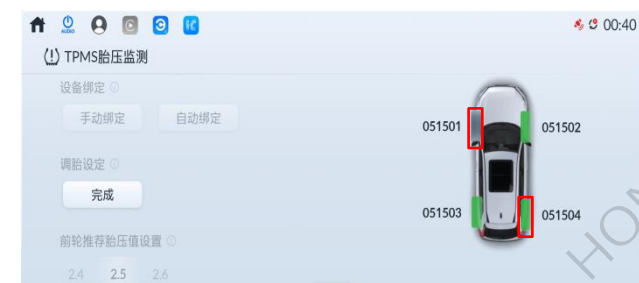 AUDIO
00:40
(!) TPMS胎压监测
设备绑定
手动绑定 自动绑定
调胎设定
完成
前轮推荐胎压值设置
2.4 2.5 2.6
051501 051502
051503 051504
HON